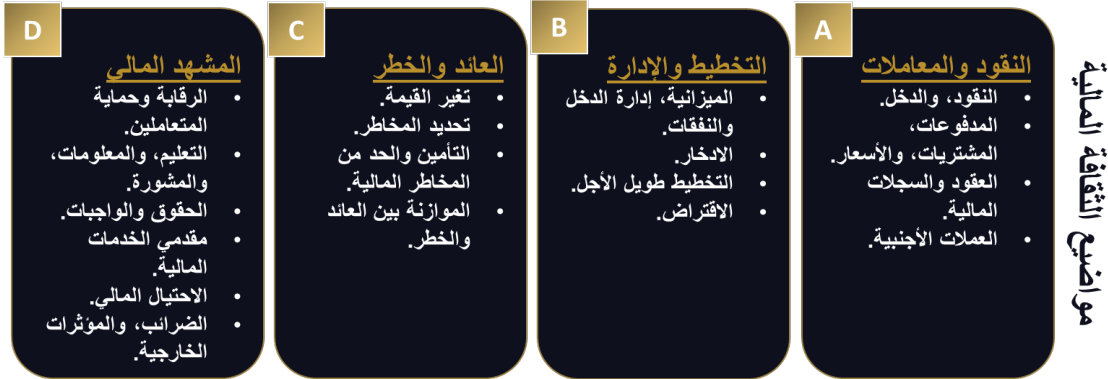 مواضيع الثقافة المالية
A
النقود والمعاملات
• النقود، والدخل.
• المدفوعات،
المشتريات، والأسعار.
• العقود والسجلات
المالية.
• العملات الأجنبية.
B
التخطيط والإدارة
• الميزانية، إدارة الدخل
والنفقات.
• الادخار.
• التخطيط طويل الأجل.
• الاقتراض.
C
العائد والخطر
• تغير القيمة.
• تحديد المخاطر.
• التأمين والحد من
المخاطر المالية.
• الموازنة بين العائد
والخطر.
D
المشهد المالي
• الرقابة وحماية
المتعاملين.
• التعليم، والمعلومات،
والمشورة.
• الحقوق والواجبات.
• مقدمي الخدمات
المالية.
• الاحتيال المالي.
• الضرائب، والمؤثرات
الخارجية.